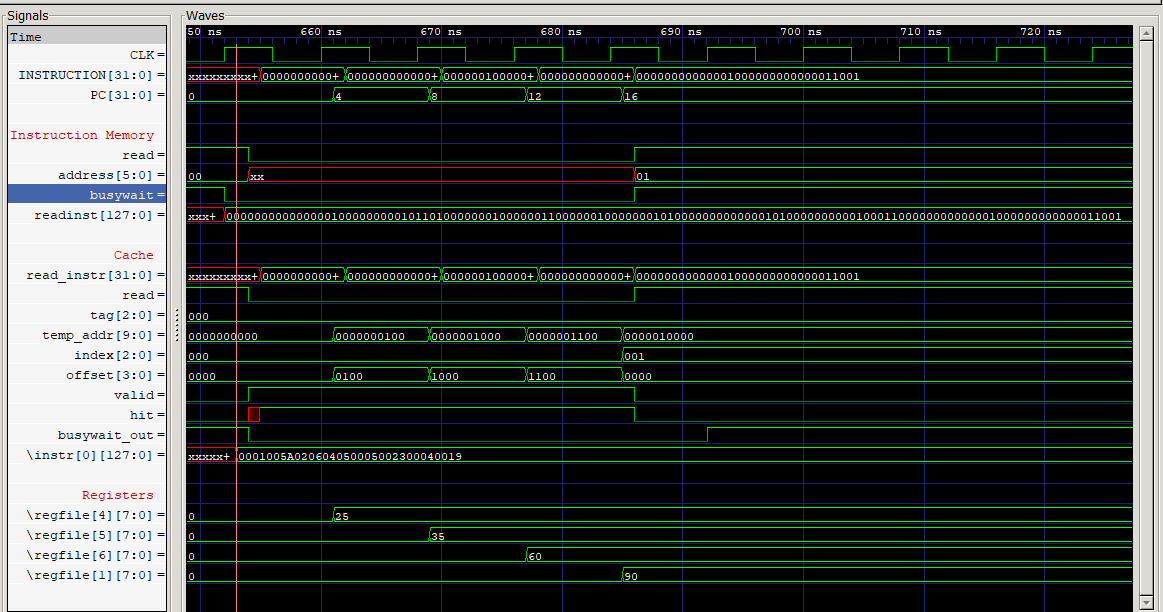 Signals Waves
Time 50 ns 660 ns 670 ns 680 ns 690 ns 700 ns 710 ns 720 ns
CLK =
INSTRUCTION[31:0] = xxxxxxxxx+ 0000000000+ 000000000000+ 000000100000+ 000000000000+ 00000000000001000000000000011001
PC[31:0] = 0 4 8 12 16
Instruction Memory
read =
address[5:0] = 00 xx 01
busywait =
readinst[127:0] = xxx+ 00000000000000010000000001011010000000100000011000000100000001010000000000000101000000000010001100000000000001000000000000011001
Cache
read_instr[31:0] = xxxxxxxxx+ 0000000000+ 000000000000+ 000000100000+ 000000000000+ 00000000000001000000000000011001
read =
tag[2:0] = 000
temp_addr[9:0] = 0000000000 0000000100 0000001000 0000001100 0000010000
index[2:0] = 000 001
offset[3:0] = 0000 0100 1000 1100 0000
valid =
hit =
busywait_out =
\instr[0][127:0] = xxxxx+ 0001005A020604050005002300040019
Registers
\regfile[4][7:0] = 0 25
\regfile[5][7:0] = 0 35
\regfile[6][7:0] = 0 60
\regfile[1][7:0] = 0 90